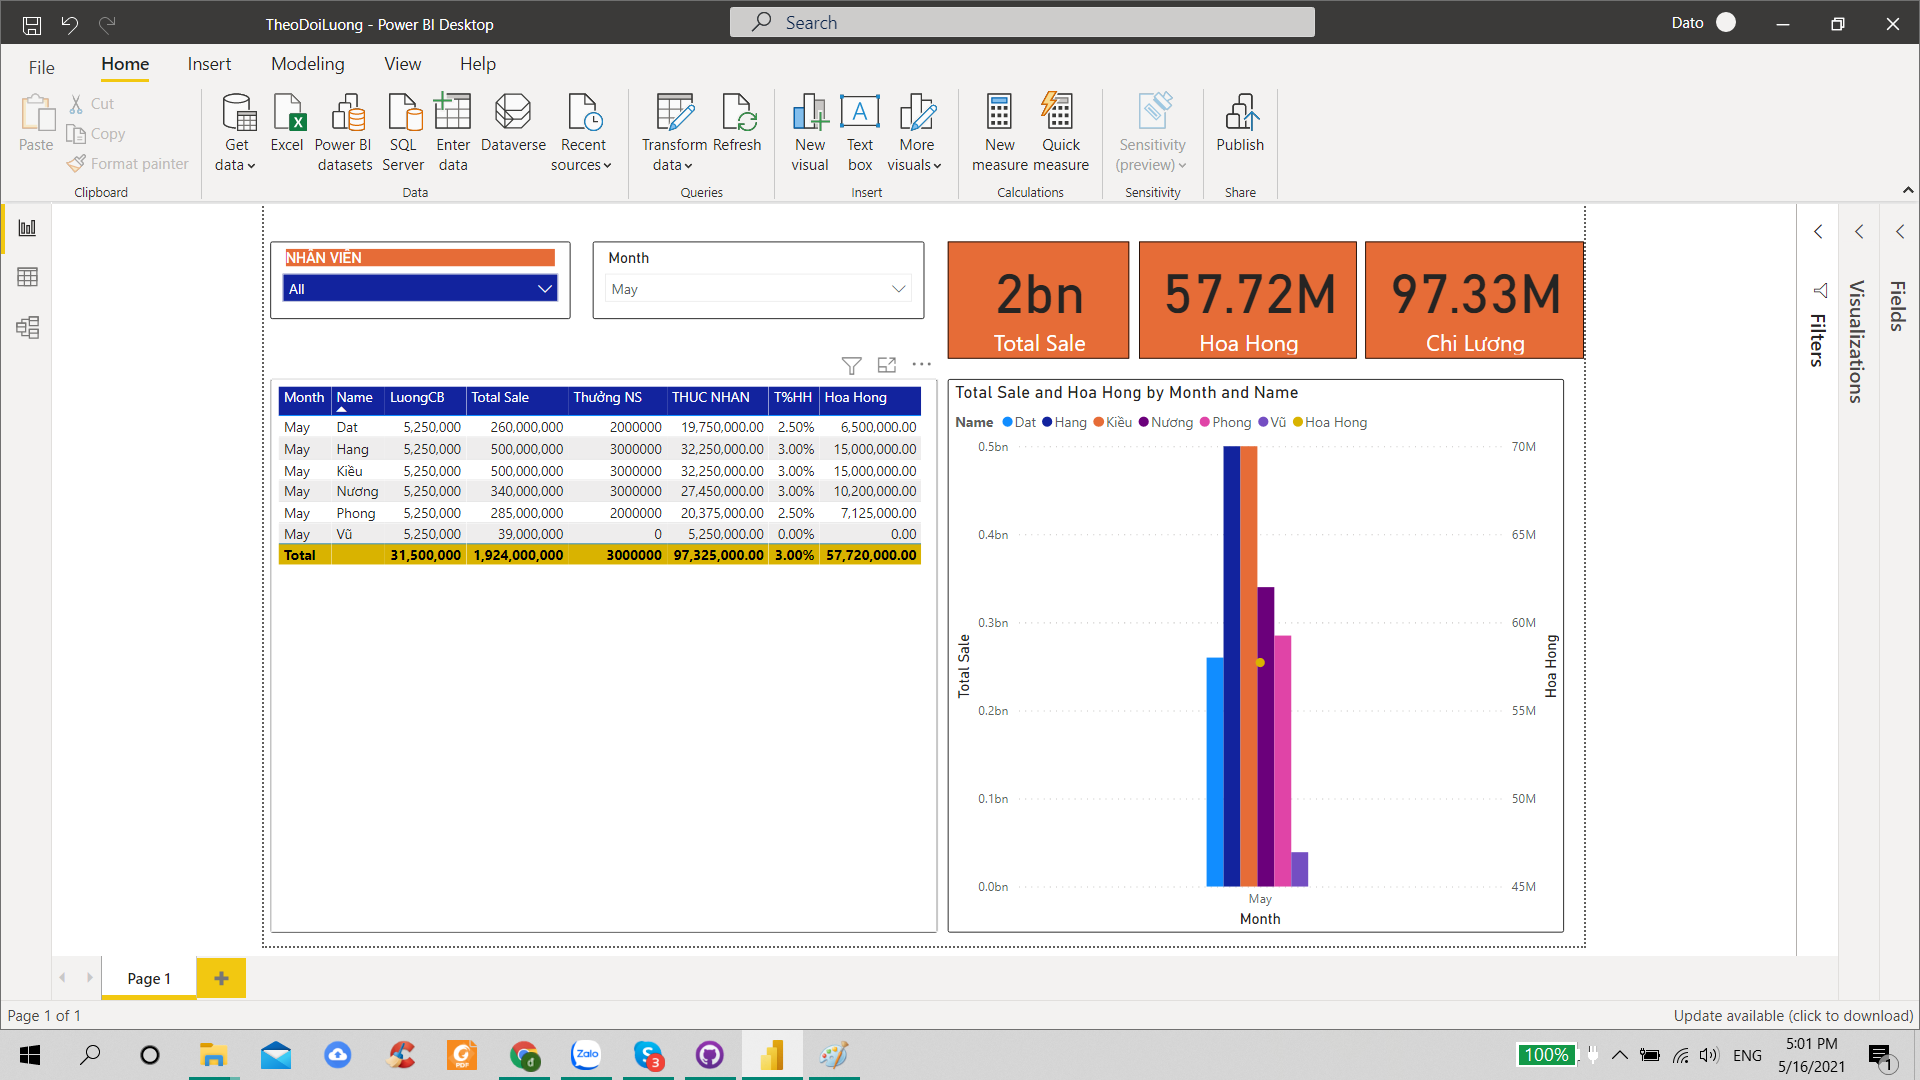 TheoDoiLuong - Power BI Desktop
Search
Dato
File
Home
Insert
Modeling
View
Help
Paste
Cut
Copy
Format painter
Clipboard
Get data
Excel
Power BI datasets
SQL Server
Enter data
Dataverse
Recent sources
Data
Transform data
Refresh
Queries
New visual
Text box
More visuals
Insert
New measure
Quick measure
Calculations
Sensitivity (preview)
Sensitivity
Publish
Share
NHÂN VIÊN
All
Month
May
2bn
Total Sale
57.72M
Hoa Hong
97.33M
Chi Lương
Filters
Visualizations
Fields
Month Name LuongCB Total Sale Thưởng NS THUC NHAN T%HH Hoa Hong
May Dat 5,250,000 260,000,000 2000000 19,750,000.00 2.50% 6,500,000.00
May Hang 5,250,000 500,000,000 3000000 32,250,000.00 3.00% 15,000,000.00
May Kiều 5,250,000 500,000,000 3000000 32,250,000.00 3.00% 15,000,000.00
May Nương 5,250,000 340,000,000 3000000 27,450,000.00 3.00% 10,200,000.00
May Phong 5,250,000 285,000,000 2000000 20,375,000.00 2.50% 7,125,000.00
May Vũ 5,250,000 39,000,000 0 5,250,000.00 0.00% 0.00
Total 31,500,000 1,924,000,000 3000000 97,325,000.00 3.00% 57,720,000.00
Total Sale and Hoa Hong by Month and Name
Name Dat Hang Kiều Nương Phong Vũ Hoa Hong
0.5bn
0.4bn
0.3bn
0.2bn
0.1bn
0.0bn
Total Sale
70M
65M
60M
55M
50M
45M
Hoa Hong
May
Month
Page 1
Page 1 of 1
Update available (click to download)
PDF
d
Zalo
3
100%
ENG
5:01 PM
5/16/2021
1